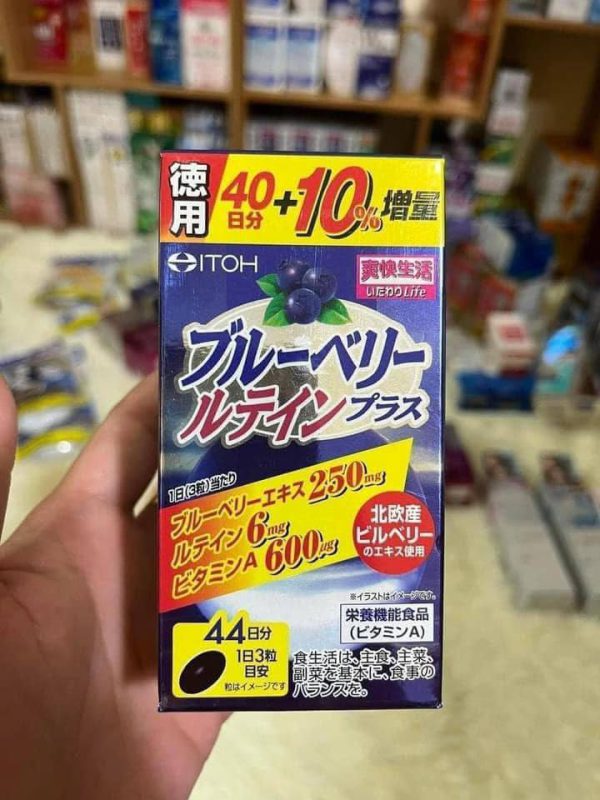 徳用
40日分+10%増量
ITOH
爽快生活
いたわりLife
ブルーベリー
ルテインプラス
1日(3粒)当たり
ブルーベリーエキス250mg
ルテイン6mg
ビタミンA 600μg
北欧産
ビルベリー
のエキス使用
※イラストはイメージです。
栄養機能食品
(ビタミンA)
44日分
1日3粒
目安
粒はイメージです
食生活は、主食、主菜、
副菜を基本に、食事の
バランスを。